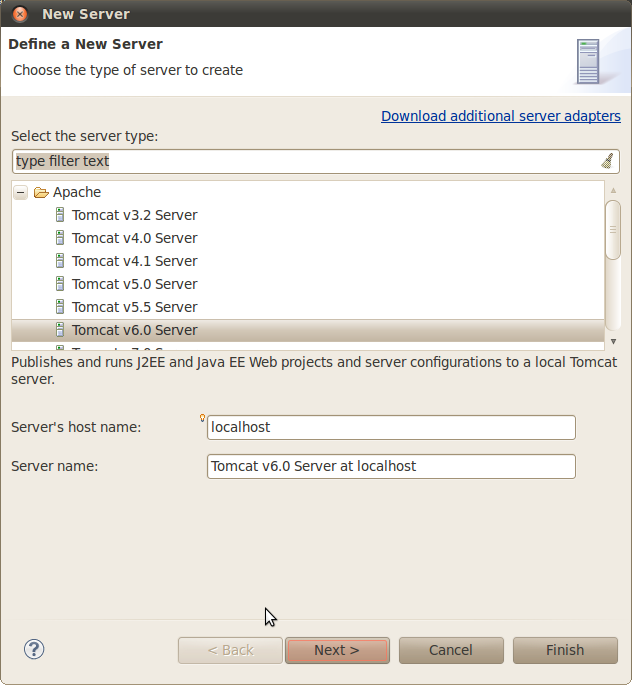 New Server
Define a New Server
Choose the type of server to create
Download additional server adapters
Select the server type:
type filter text
Apache
Tomcat v3.2 Server
Tomcat v4.0 Server
Tomcat v4.1 Server
Tomcat v5.0 Server
Tomcat v5.5 Server
Tomcat v6.0 Server
Publishes and runs J2EE and Java EE Web projects and server configurations to a local Tomcat
server.
Server's host name:
localhost
Server name:
Tomcat v6.0 Server at localhost
< Back
Next >
Cancel
Finish